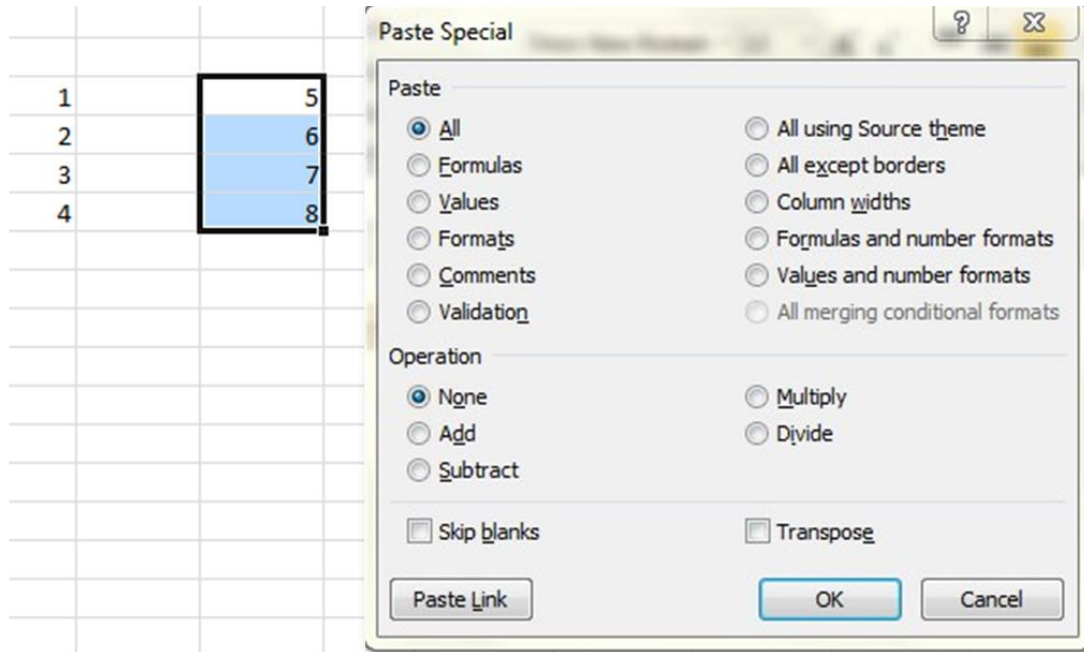 1 5
2 6
3 7
4 8
Paste Special
Paste
All All using Source theme
Formulas All except borders
Values Column widths
Formats Formulas and number formats
Comments Values and number formats
Validation All merging conditional formats
Operation
None Multiply
Add Divide
Subtract
Skip blanks Transpose
Paste Link OK Cancel